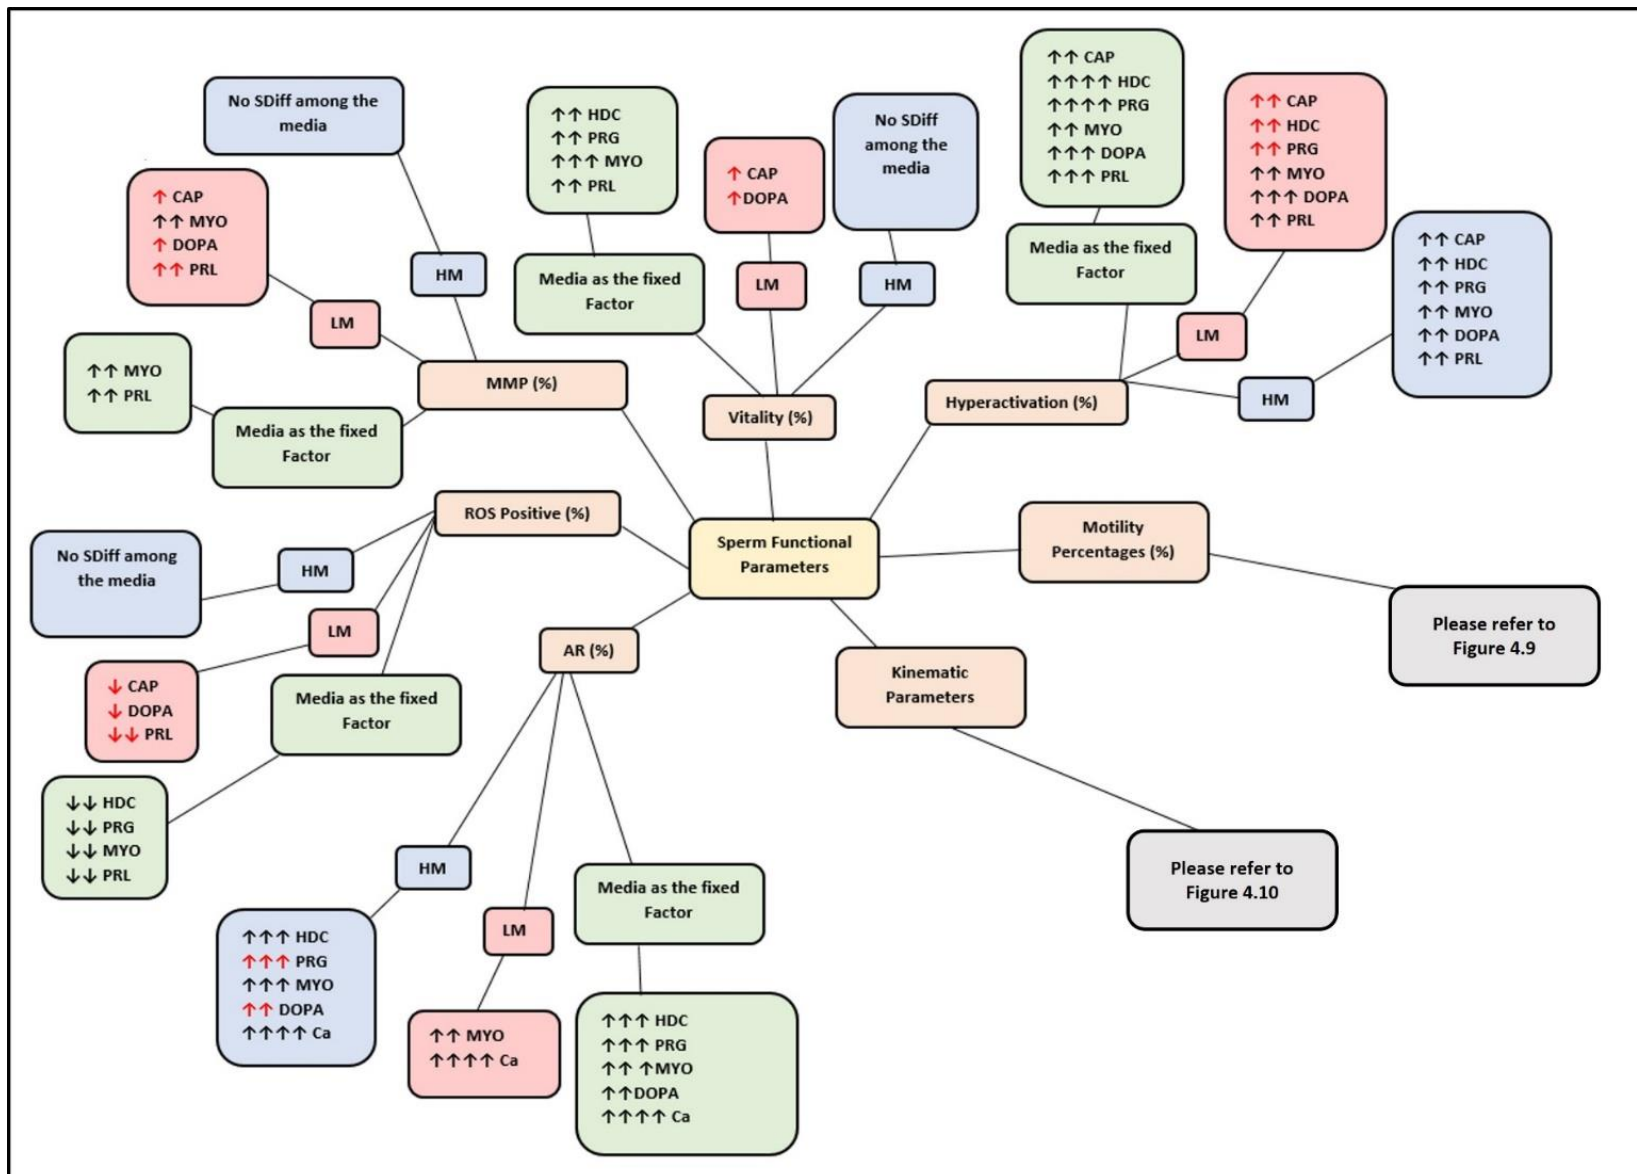 No SDiff among the
media
HM
↑ CAP
↑↑ MYO
↑ DOPA
↑↑ PRL
LM
↑↑ MYO
↑↑ PRL
Media as the fixed
Factor
MMP (%)
↑↑ HDC
↑↑ PRG
↑↑↑ MYO
↑↑ PRL
Media as the fixed
Factor
↑ CAP
↑DOPA
LM
No SDiff
among the
media
HM
Vitality (%)
↑↑ CAP
↑↑↑↑ HDC
↑↑↑↑ PRG
↑↑ MYO
↑↑↑ DOPA
↑↑↑ PRL
Media as the fixed
Factor
↑↑ CAP
↑↑ HDC
↑↑ PRG
↑↑ MYO
↑↑↑ DOPA
↑↑ PRL
LM
↑↑ CAP
↑↑ HDC
↑↑ PRG
↑↑ MYO
↑↑ DOPA
↑↑ PRL
HM
Hyperactivation (%)
ROS Positive (%)
Sperm Functional
Parameters
Motility
Percentages (%)
Please refer to
Figure 4.9
No SDiff among
the media
HM
LM
↓ CAP
↓ DOPA
↓↓ PRL
Media as the fixed
Factor
↓↓ HDC
↓↓ PRG
↓↓ MYO
↓↓ PRL
AR (%)
Kinematic
Parameters
Please refer to
Figure 4.10
HM
↑↑↑ HDC
↑↑↑ PRG
↑↑↑ MYO
↑↑ DOPA
↑↑↑↑ Ca
LM
↑↑ MYO
↑↑↑↑ Ca
Media as the fixed
Factor
↑↑↑ HDC
↑↑↑ PRG
↑↑ ↑MYO
↑↑DOPA
↑↑↑↑ Ca